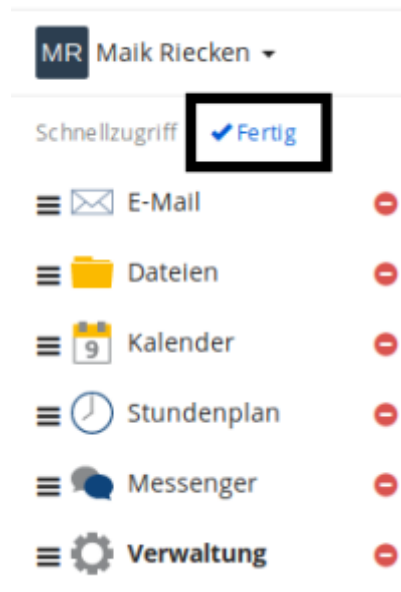 MR Maik Riecken
Schnellzugriff Fertig
E-Mail
Dateien
9 Kalender
Stundenplan
Messenger
Verwaltung